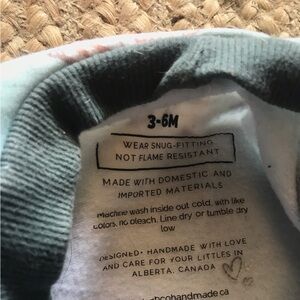 3-6M
WEAR SNUG-FITTING
NOT FLAME RESISTANT
MADE WITH DOMESTIC AND
IMPORTED MATERIALS
Machine wash inside out cold, with like
colors, no bleach. Line dry or tumble dry
low
DESIGNED + HANDMADE WITH LOVE
AND CARE FOR YOUR LITTLES IN
ALBERTA, CANADA